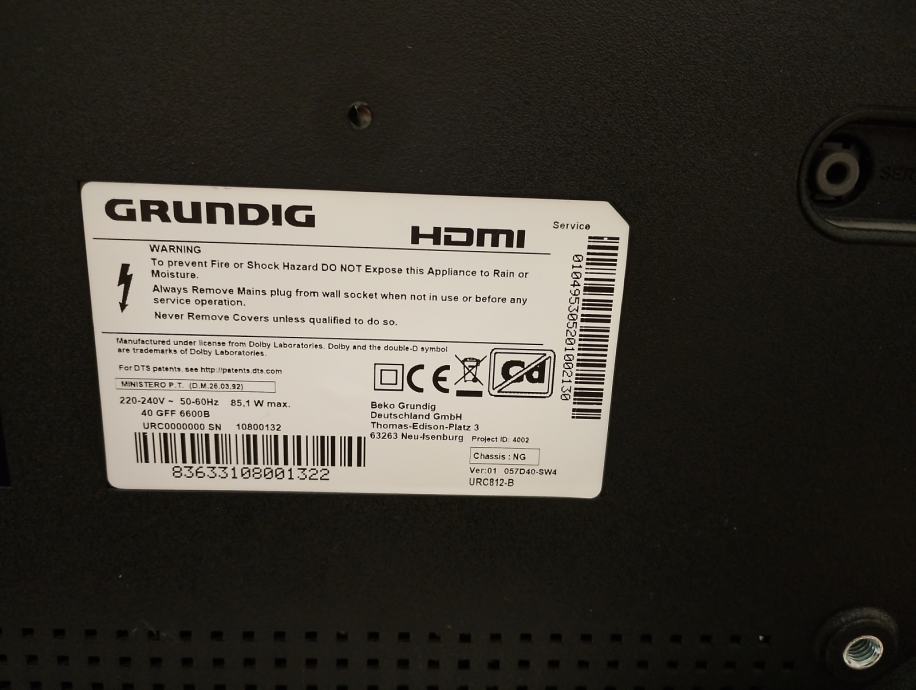 GRUNDIG
HDMI
Service
WARNING
To prevent Fire or Shock Hazard DO NOT Expose this Appliance to Rain or
Moisture.
Always Remove Mains plug from wall socket when not in use or before any
service operation.
Never Remove Covers unless qualified to do so.
Manufactured under license from Dolby Laboratories. Dolby and the double-D symbol
are trademarks of Dolby Laboratories.
For DTS patents, see http://patents.dts.com
MINISTERO P.T. (D.M.26.03.92)
220-240V ~ 50-60Hz 85,1 W max.
40 GFF 6600B
URC0000000 SN 10800132
83633108001322
CE
Cd
Beko Grundig
Deutschland GmbH
Thomas-Edison-Platz 3
63263 Neu-Isenburg Project ID: 4002
Chassis : NG
Ver:01 057D40-SW4
URC812-B
010495305201002130